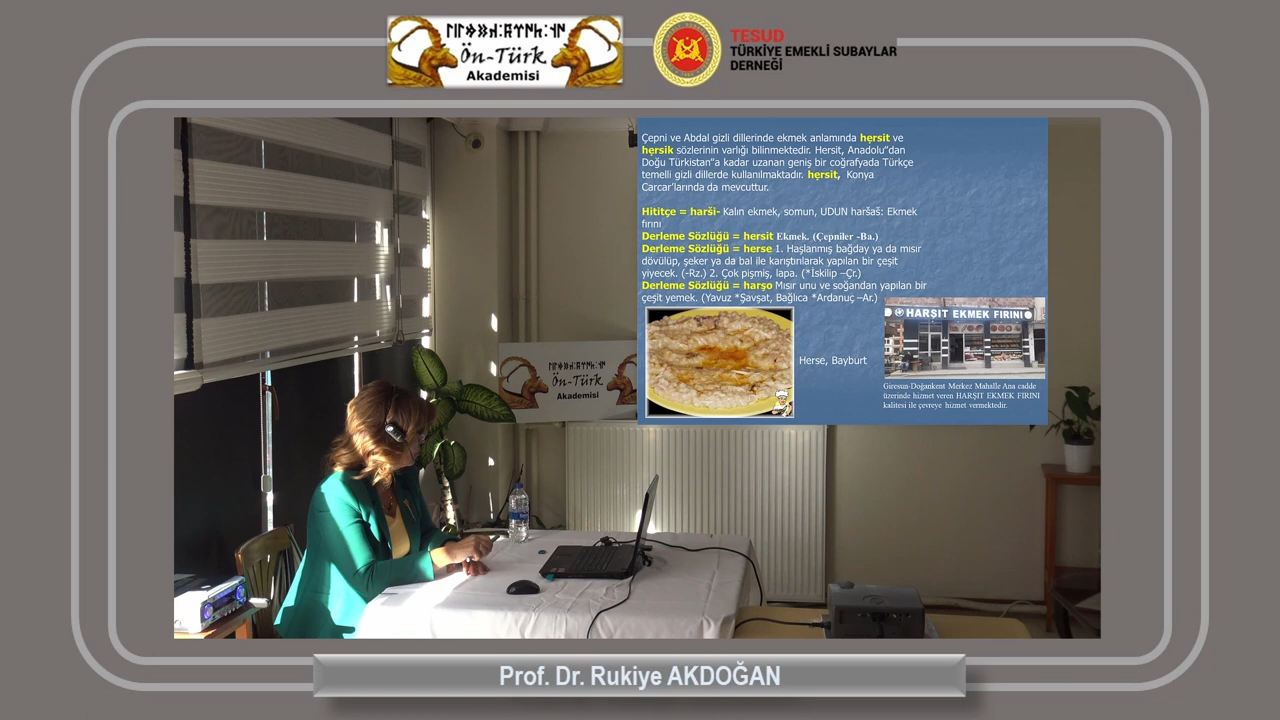 Ön-Türk
Akademisi
TESUD
TÜRKİYE EMEKLİ SUBAYLAR
DERNEĞİ
Çepni ve Abdal gizli dillerinde ekmek anlamında hẹrsit ve
hẹrsik sözlerinin varlığı bilinmektedir. Hersit, Anadolu"dan
Doğu Türkistan"a kadar uzanan geniş bir coğrafyada Türkçe
temelli gizli dillerde kullanılmaktadır. hẹrsit, Konya
Carcar'larında da mevcuttur.
Hititçe = harši- Kalın ekmek, somun, UDUN haršaš: Ekmek
fırını
Derleme Sözlüğü = hersit Ekmek. (Çepniler -Ba.)
Derleme Sözlüğü = herse 1. Haşlanmış bağday ya da mısır
dövülüp, şeker ya da bal ile karıştırılarak yapılan bir çeşit
yiyecek. (-Rz.) 2. Çok pişmiş, lapa. (*İskilip –Çr.)
Derleme Sözlüğü = harşo Mısır unu ve soğandan yapılan bir
çeşit yemek. (Yavuz *Şavşat, Bağlıca *Ardanuç –Ar.)
HARŞIT EKMEK FIRINI
Herse, Bayburt
Giresun-Doğankent Merkez Mahalle Ana cadde
üzerinde hizmet veren HARŞIT EKMEK FIRINI
kalitesi ile çevreye hizmet vermektedir.
Ön-Türk
Akademisi
Prof. Dr. Rukiye AKDOĞAN